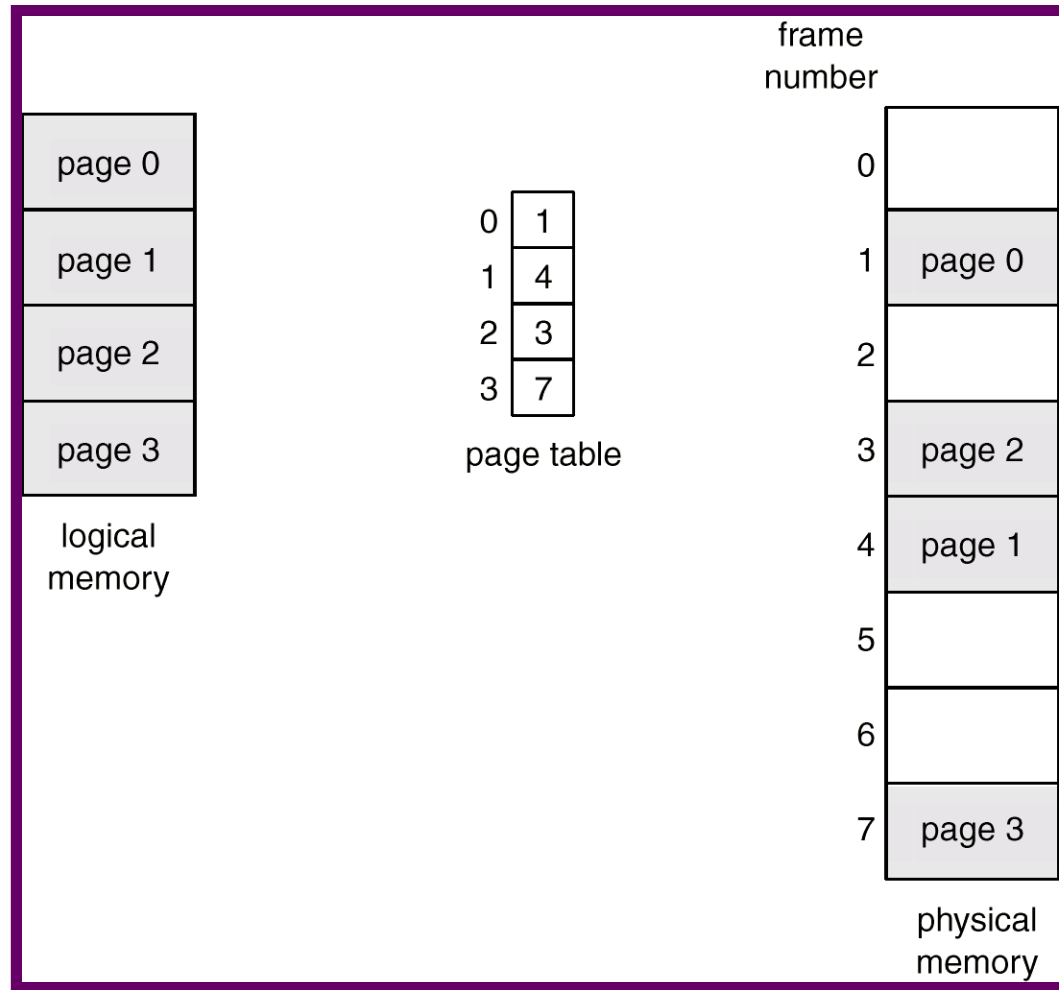 page 0
page 1
page 2
page 3
logical
memory
0 1
1 4
2 3
3 7
page table
frame
number
0
1 page 0
2
3 page 2
4 page 1
5
6
7 page 3
physical
memory